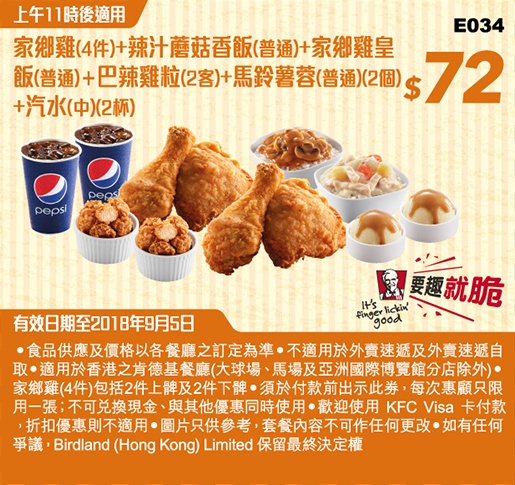 上午11時後適用
E034
家鄉雞(4件)+辣汁蘑菇香飯(普通)+家鄉雞皇
飯(普通)+巴辣雞粒(2客)+馬鈴薯蓉(普通)(2個)
+汽水(中)(2杯)
$72
pepsi
pepsi
KFC
It's
finger lickin'
good
要趣就脆
有效日期至2018年9月5日
•食品供應及價格以各餐廳之訂定為準•不適用於外賣速遞及外賣速遞自
取•適用於香港之肯德基餐廳(大球場、馬場及亞洲國際博覽館分店除外)•
家鄉雞(4件)包括2件上髀及2件下髀•須於付款前出示此券,每次惠顧只限
用一張;不可兌換現金、與其他優惠同時使用•歡迎使用 KFC Visa 卡付款
,折扣優惠則不適用•圖片只供參考,套餐內容不可作任何更改•如有任何
爭議,Birdland (Hong Kong) Limited 保留最終決定權